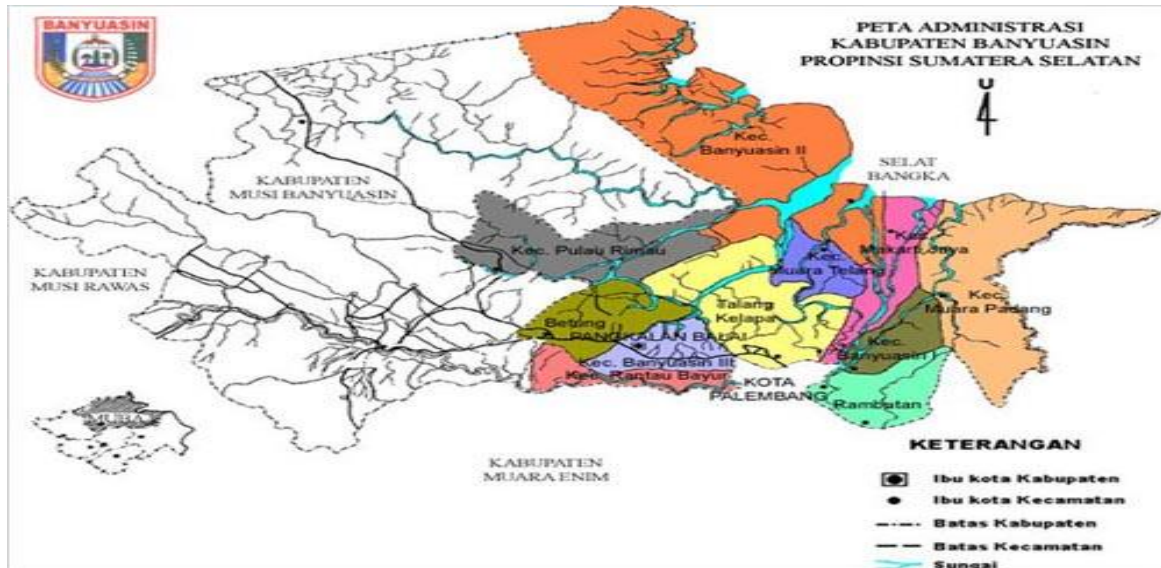 BANYUASIN
PETA ADMINISTRASI
KABUPATEN BANYUASIN
PROPINSI SUMATERA SELATAN
U
Kec.
Banyuasin II
SELAT
BANGKA
KABUPATEN
MUSI BANYUASIN
Kec. Pulau Rimau
Kec.
Makarti Jaya
Kec.
Muara Telang
KABUPATEN
MUSI RAWAS
Kec.
Muara Padang
Talang
Kelapa
Betung
PANGKALAN BALAI
Kec.
Banyuasin I
Kec. Banyuasin III
Kec. Rantau Bayur
KOTA
PALEMBANG
Rambutan
MUBA
KABUPATEN
MUARA ENIM
KETERANGAN
Ibu kota Kabupaten
Ibu kota Kecamatan
Batas Kabupaten
Batas Kecamatan
Sungai